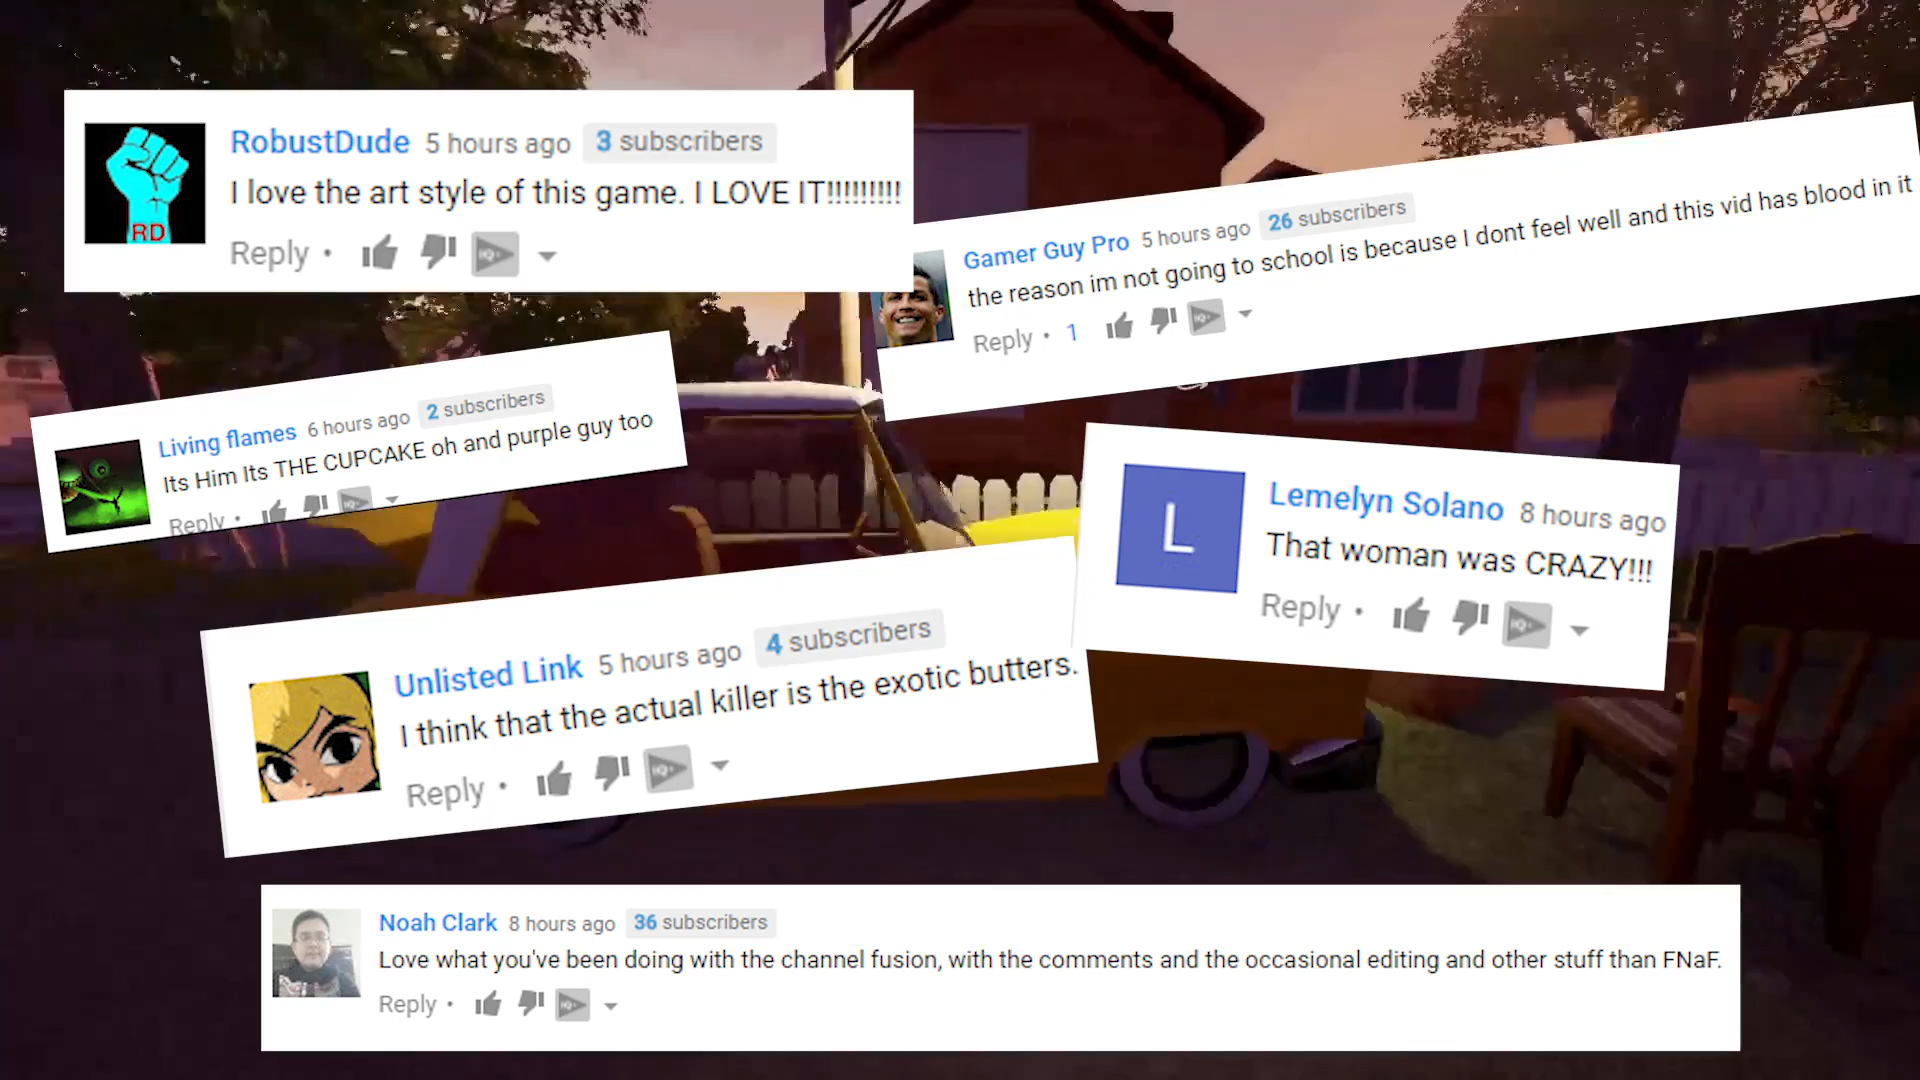 RobustDude 5 hours ago 3 subscribers
I love the art style of this game. I LOVE IT!!!!!!!!!
Reply •
RD
Gamer Guy Pro 5 hours ago 26 subscribers
the reason im not going to school is because I dont feel well and this vid has blood in it
Reply • 1
Living flames 6 hours ago 2 subscribers
Its Him Its THE CUPCAKE oh and purple guy too
Reply •
L
Lemelyn Solano 8 hours ago
That woman was CRAZY!!!
Reply •
Unlisted Link 5 hours ago 4 subscribers
I think that the actual killer is the exotic butters.
Reply •
Noah Clark 8 hours ago 36 subscribers
Love what you've been doing with the channel fusion, with the comments and the occasional editing and other stuff than FNaF.
Reply •